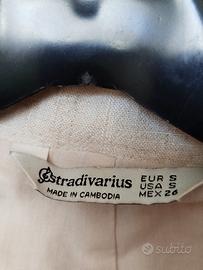 stradivarius
MADE IN CAMBODIA
EUR S
USA S
MEX 26
subito